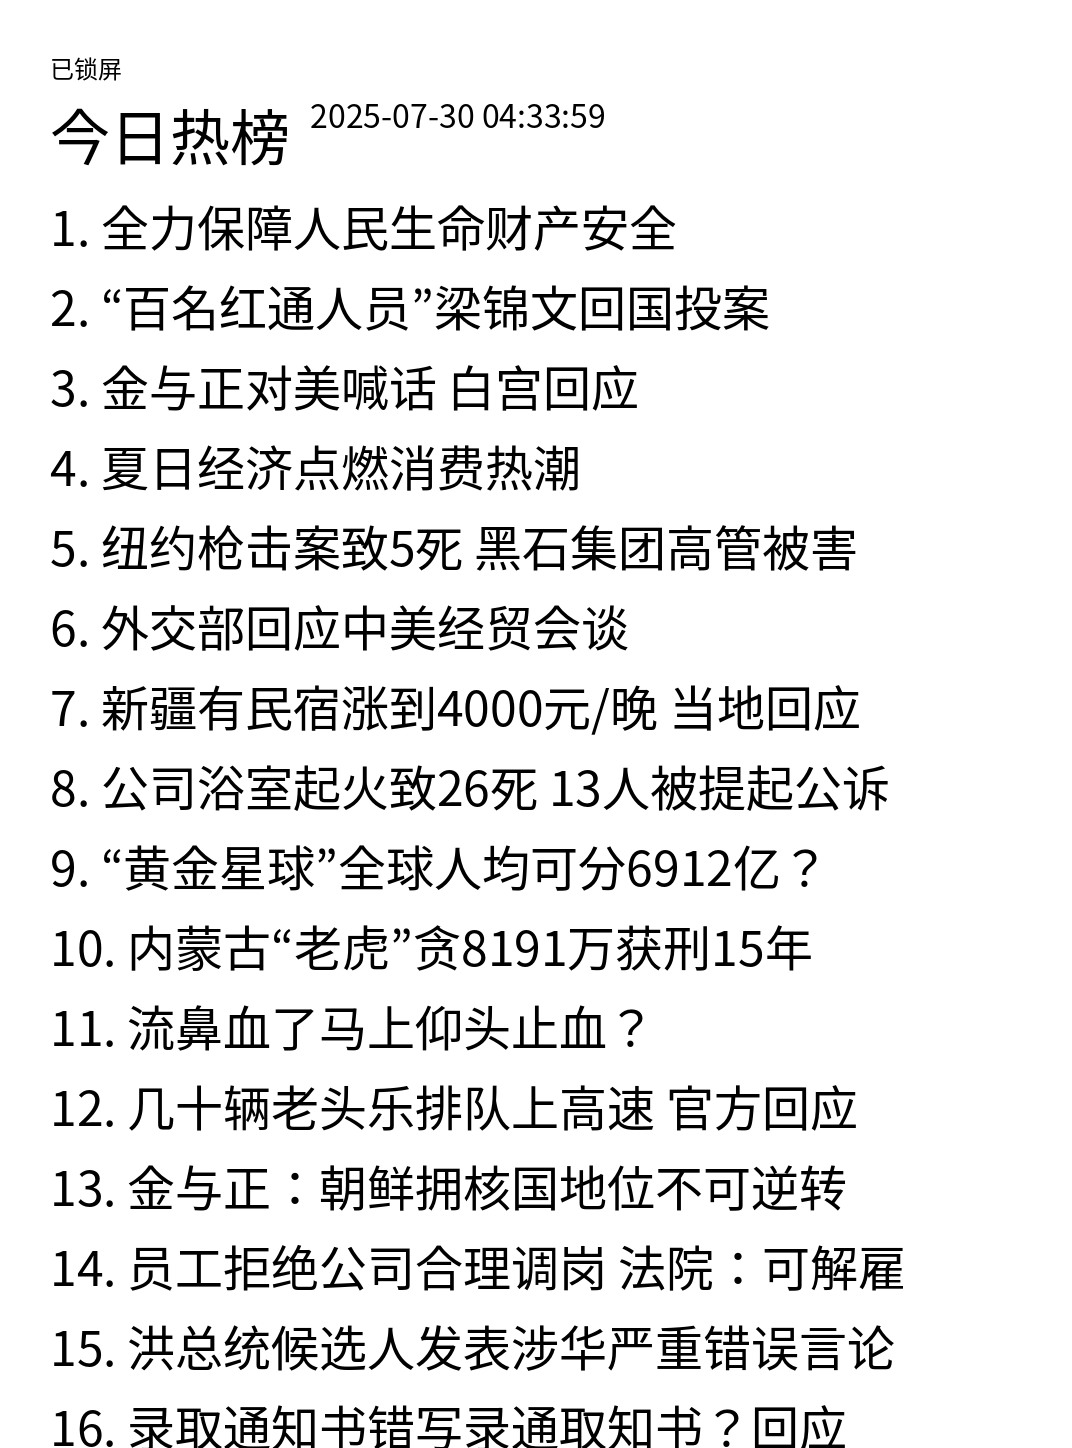 已锁屏
今日热榜 2025-07-30 04:33:59
1. 全力保障人民生命财产安全
2. “百名红通人员”梁锦文回国投案
3. 金与正对美喊话 白宫回应
4. 夏日经济点燃消费热潮
5. 纽约枪击案致5死 黑石集团高管被害
6. 外交部回应中美经贸会谈
7. 新疆有民宿涨到4000元/晚 当地回应
8. 公司浴室起火致26死 13人被提起公诉
9. “黄金星球”全球人均可分6912亿？
10. 内蒙古“老虎”贪8191万获刑15年
11. 流鼻血了马上仰头止血？
12. 几十辆老头乐排队上高速 官方回应
13. 金与正：朝鲜拥核国地位不可逆转
14. 员工拒绝公司合理调岗 法院：可解雇
15. 洪总统候选人发表涉华严重错误言论
16. 录取通知书错写录通取知书？回应